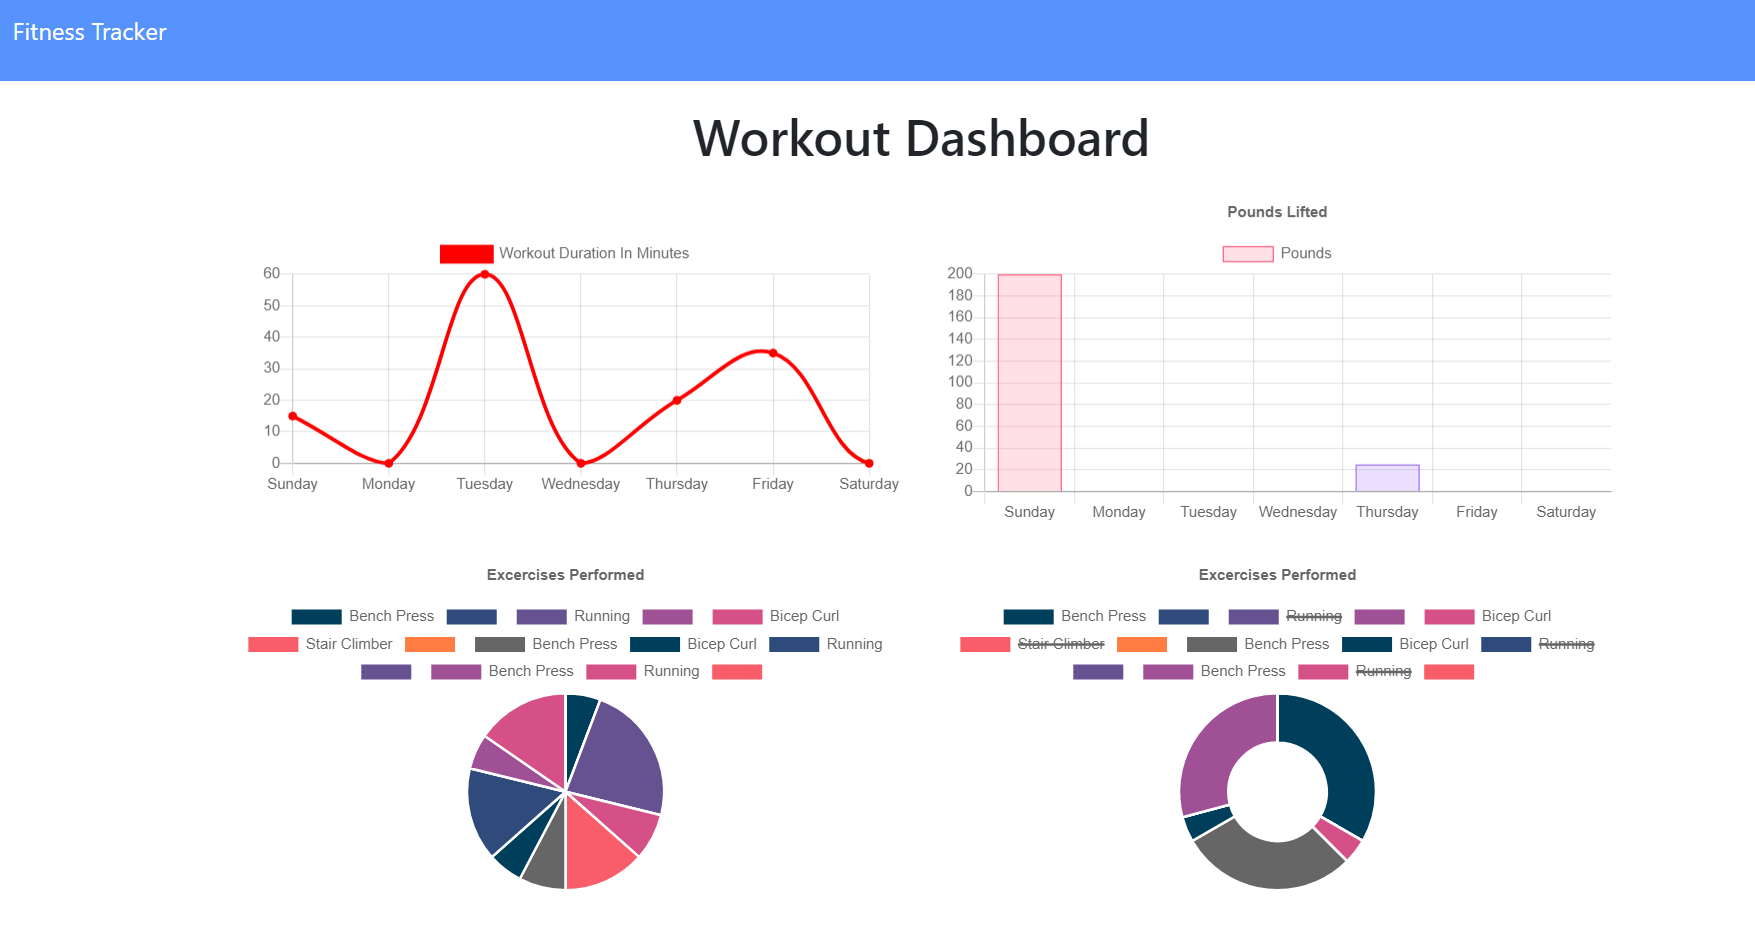 Fitness Tracker
Workout Dashboard
Workout Duration In Minutes
60
50
40
30
20
10
0
Sunday Monday Tuesday Wednesday Thursday Friday Saturday
Pounds Lifted
Pounds
200
180
160
140
120
100
80
60
40
20
0
Sunday Monday Tuesday Wednesday Thursday Friday Saturday
Excercises Performed
Bench Press Running Bicep Curl
Stair Climber Bench Press Bicep Curl Running
Bench Press Running
Excercises Performed
Bench Press Running Bicep Curl
Stair Climber Bench Press Bicep Curl Running
Bench Press Running